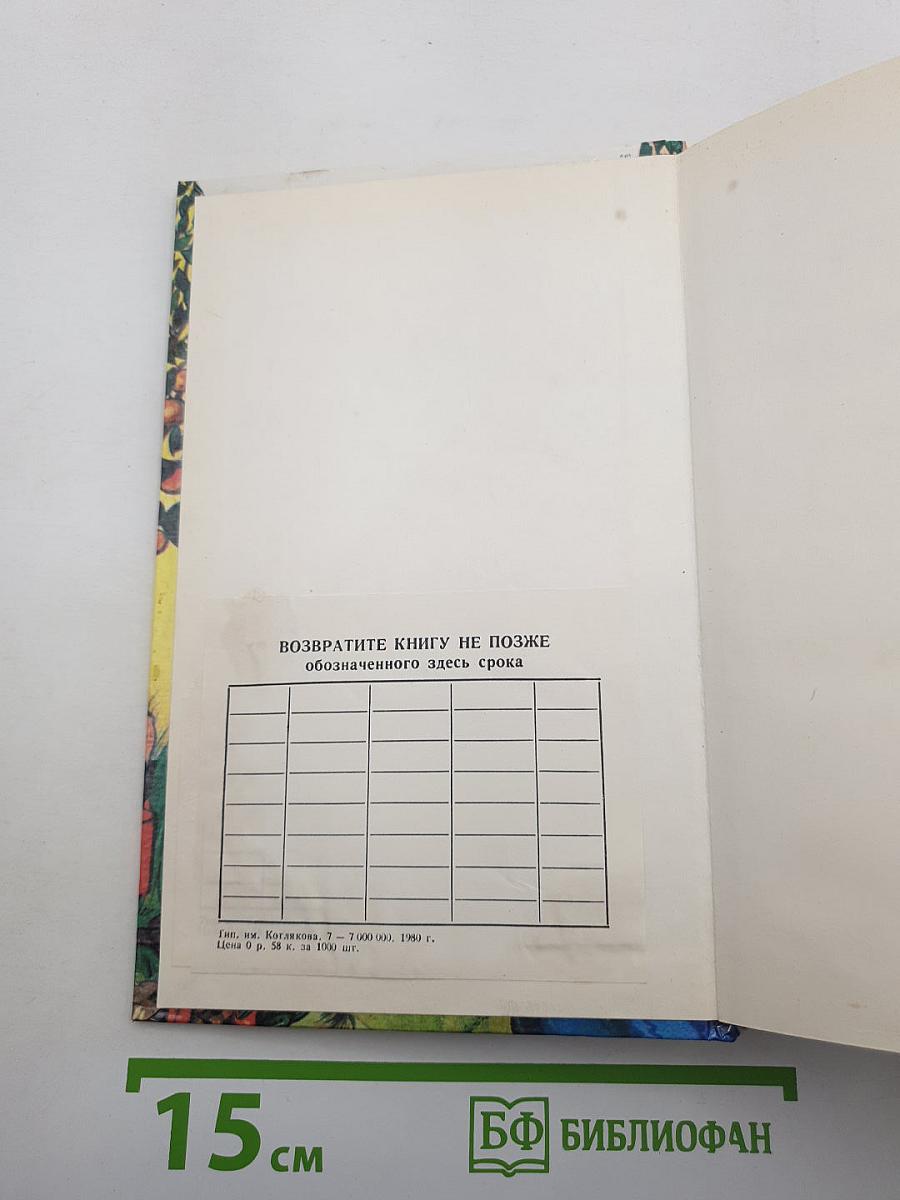 ВОЗВРАТИТЕ КНИГУ НЕ ПОЗЖЕ
обозначенного здесь срока
Тип. им. Котлякова. 7 — 7 000 000. 1980 г.
Цена 0 р. 58 к. за 1000 шт.
15 см
БФ БИБЛИОФАН